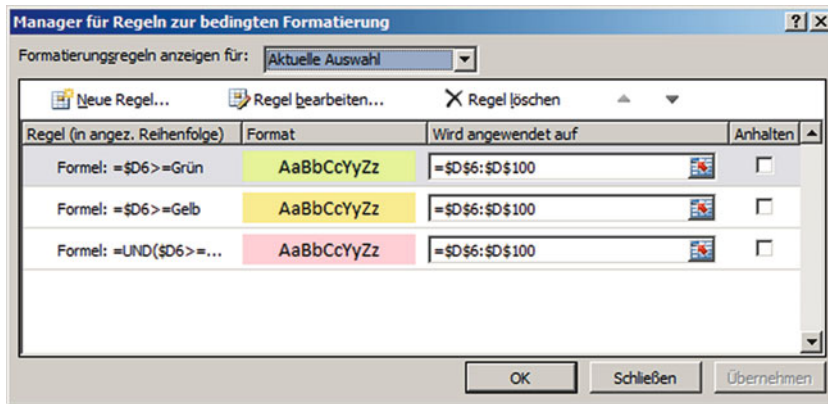 Manager für Regeln zur bedingten Formatierung
Formatierungsregeln anzeigen für: Aktuelle Auswahl
Neue Regel... Regel bearbeiten... Regel löschen
Regel (in angez. Reihenfolge) Format Wird angewendet auf Anhalten
Formel: =$D6>=Grün AaBbCcYyZz =$D$6:$D$100
Formel: =$D6>=Gelb AaBbCcYyZz =$D$6:$D$100
Formel: =UND($D6>=... AaBbCcYyZz =$D$6:$D$100
OK Schließen Übernehmen